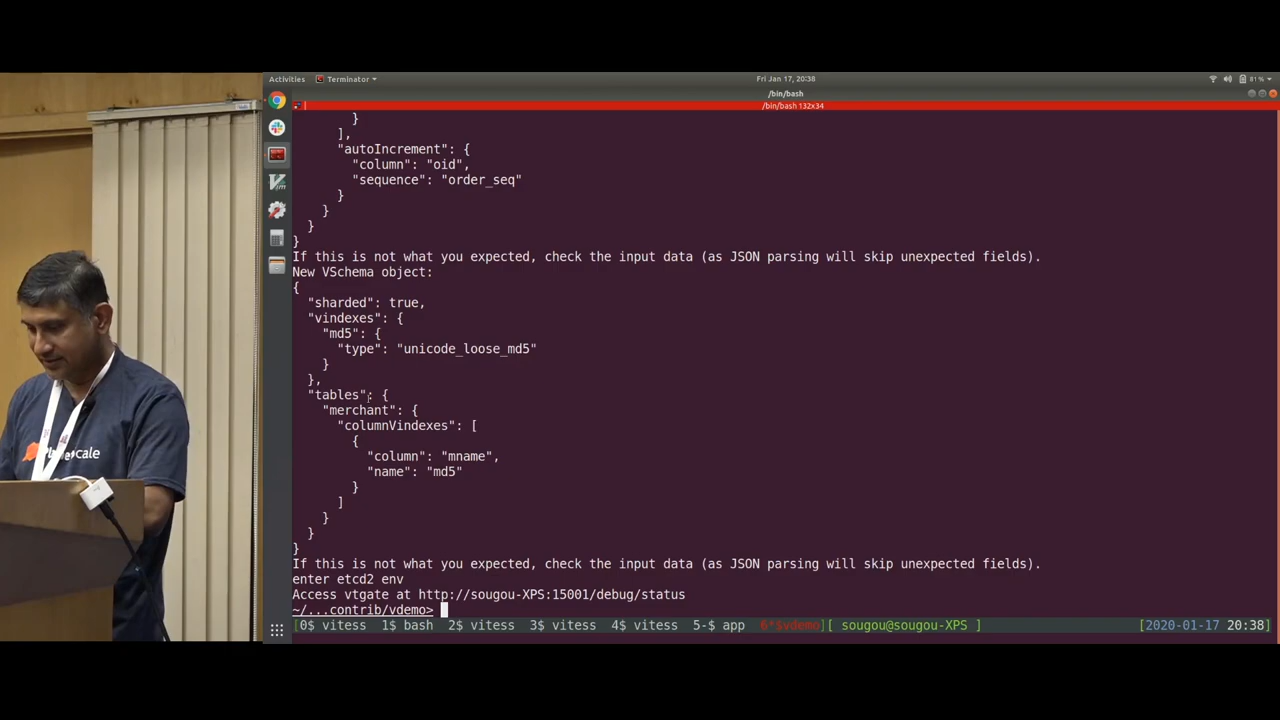 Activities
Terminator
Fri Jan 17, 20:38
81%
/bin/bash
/bin/bash 132x34
}
],
"autoIncrement": {
"column": "oid",
"sequence": "order_seq"
}
}
}
}
If this is not what you expected, check the input data (as JSON parsing will skip unexpected fields).
New VSchema object:
{
"sharded": true,
"vindexes": {
"md5": {
"type": "unicode_loose_md5"
}
},
"tables": {
"merchant": {
"columnVindexes": [
{
"column": "mname",
"name": "md5"
}
]
}
}
}
If this is not what you expected, check the input data (as JSON parsing will skip unexpected fields).
enter etcd2 env
Access vtgate at http://sougou-XPS:15001/debug/status
~/...contrib/vdemo>
[0$ vitess 1$ bash 2$ vitess 3$ vitess 4$ vitess 5-$ app 6*$vdemo][ sougou@sougou-XPS ] [2020-01-17 20:38]